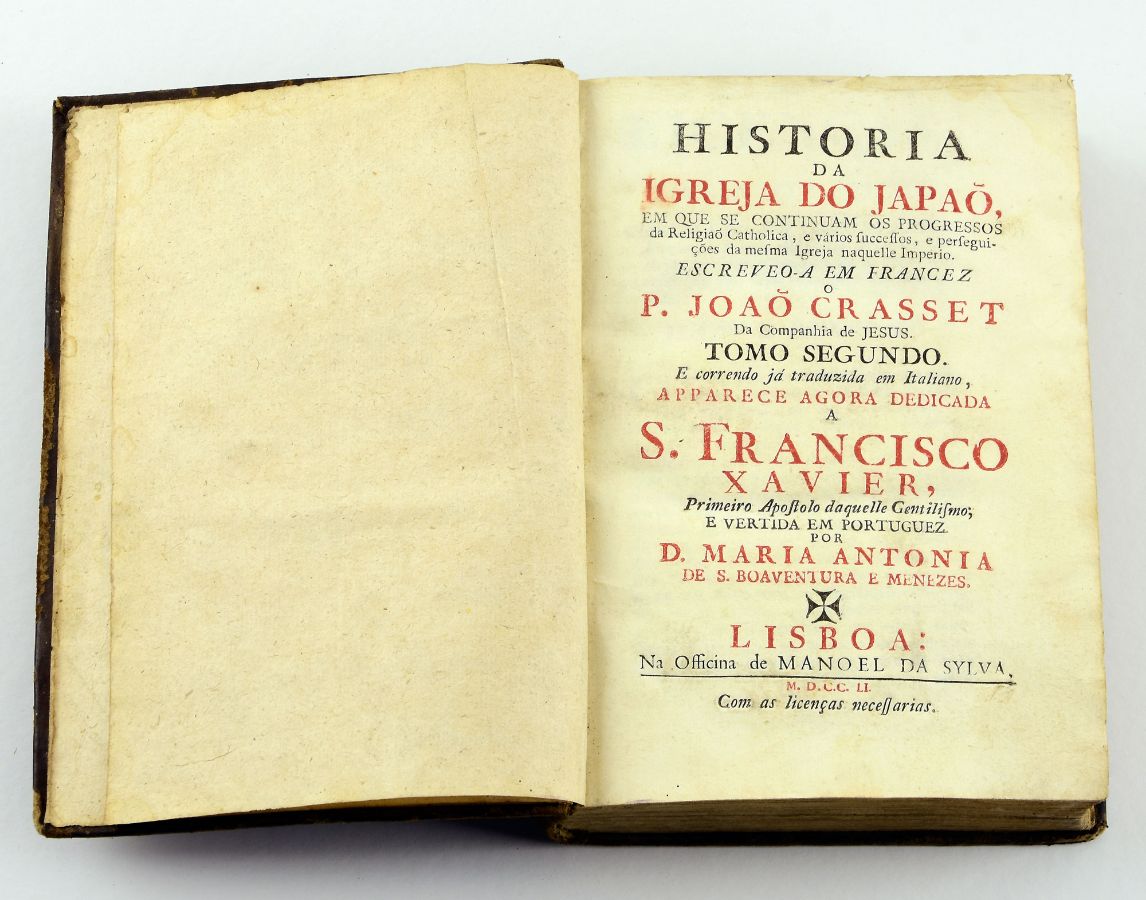 HISTORIA
DA
IGREJA DO JAPAÕ,
EM QUE SE CONTINUAM OS PROGRESSOS
da Religiaõ Catholica, e vários ſucceſſos, e perſegui-
ções da meſma Igreja naquelle Imperio.
ESCREVEO-A EM FRANCEZ
O
P. JOAÕ CRASSET
Da Companhia de JESUS.
TOMO SEGUNDO.
E correndo já traduzida em Italiano,
APPARECE AGORA DEDICADA
A
S. FRANCISCO
XAVIER,
Primeiro Apoſtolo daquelle Gentiliſmo;
E VERTIDA EM PORTUGUEZ
POR
D. MARIA ANTONIA
DE S. BOAVENTURA E MENEZES.
LISBOA:
Na Officina de MANOEL DA SYLVA,
M. D.C.C. LI.
Com as licenças neceſſarias.